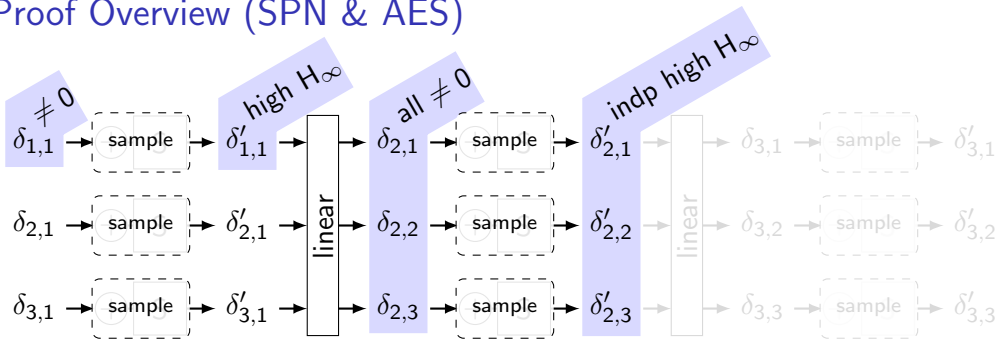 Proof Overview (SPN & AES)
≠ 0 high H∞ all ≠ 0 indp high H∞
δ1,1 sample δ′1,1 δ2,1 sample δ′2,1 δ3,1 sample δ′3,1
δ2,1 sample δ′2,1 linear δ2,2 sample δ′2,2 linear δ3,2 sample δ′3,2
δ3,1 sample δ′3,1 δ2,3 sample δ′2,3 δ3,3 sample δ′3,3